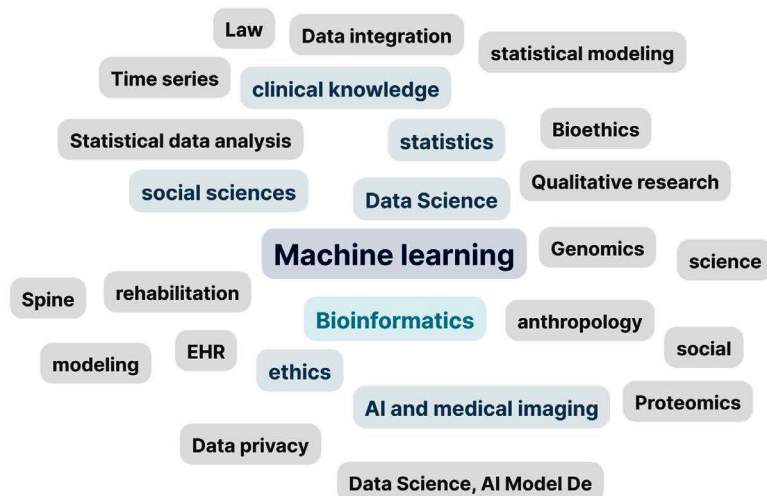 Law
Data integration
statistical modeling
Time series
clinical knowledge
Statistical data analysis
statistics
Bioethics
social sciences
Data Science
Qualitative research
Machine learning
Genomics
science
Spine
rehabilitation
Bioinformatics
anthropology
modeling
EHR
social
ethics
AI and medical imaging
Proteomics
Data privacy
Data Science, AI Model De